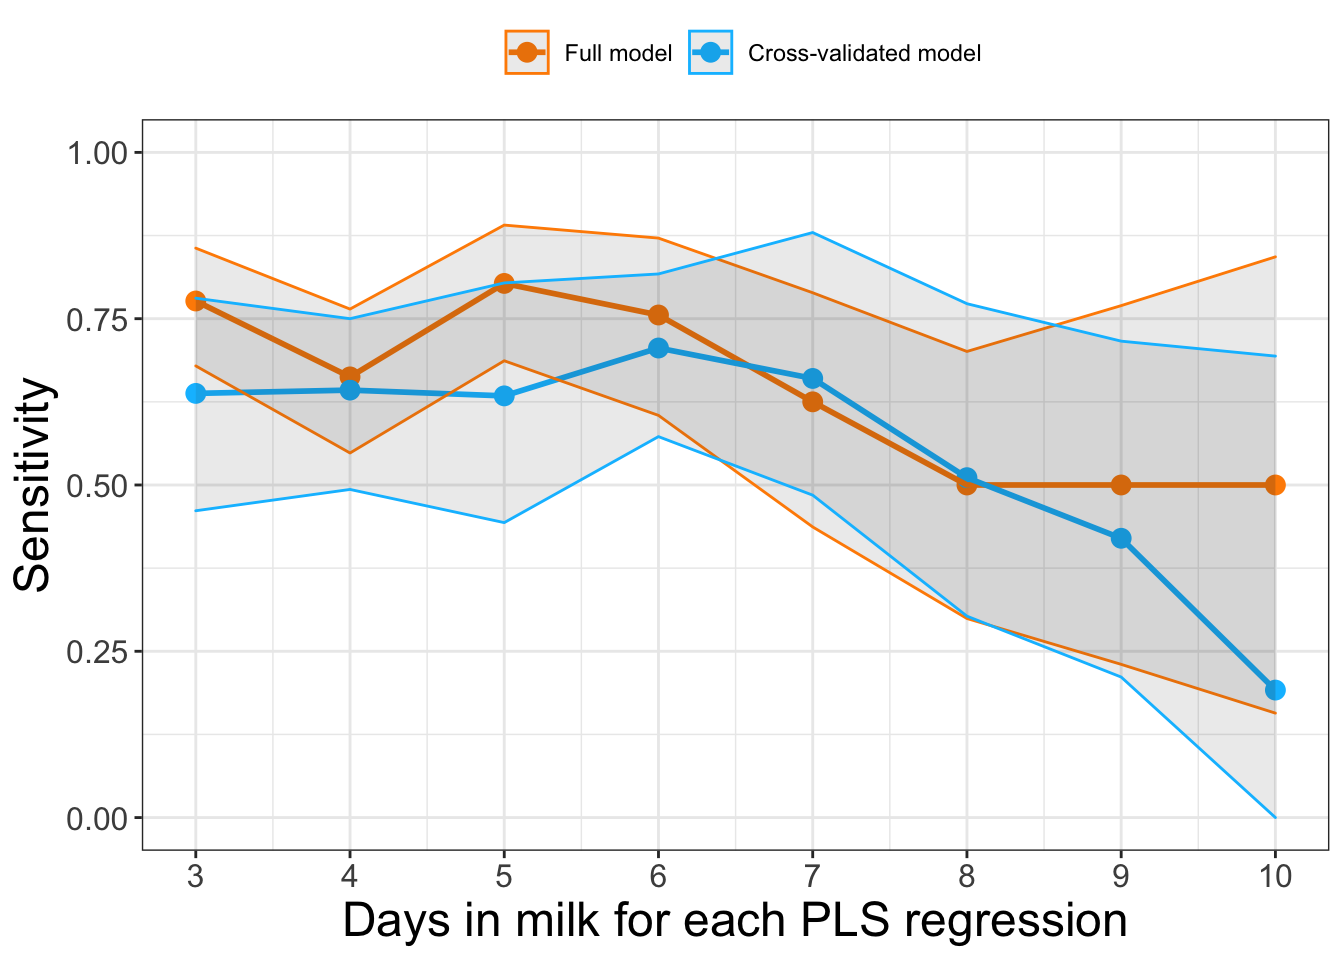 Full model Cross-validated model
1.00
0.75
0.50
0.25
0.00
Sensitivity
3 4 5 6 7 8 9 10
Days in milk for each PLS regression